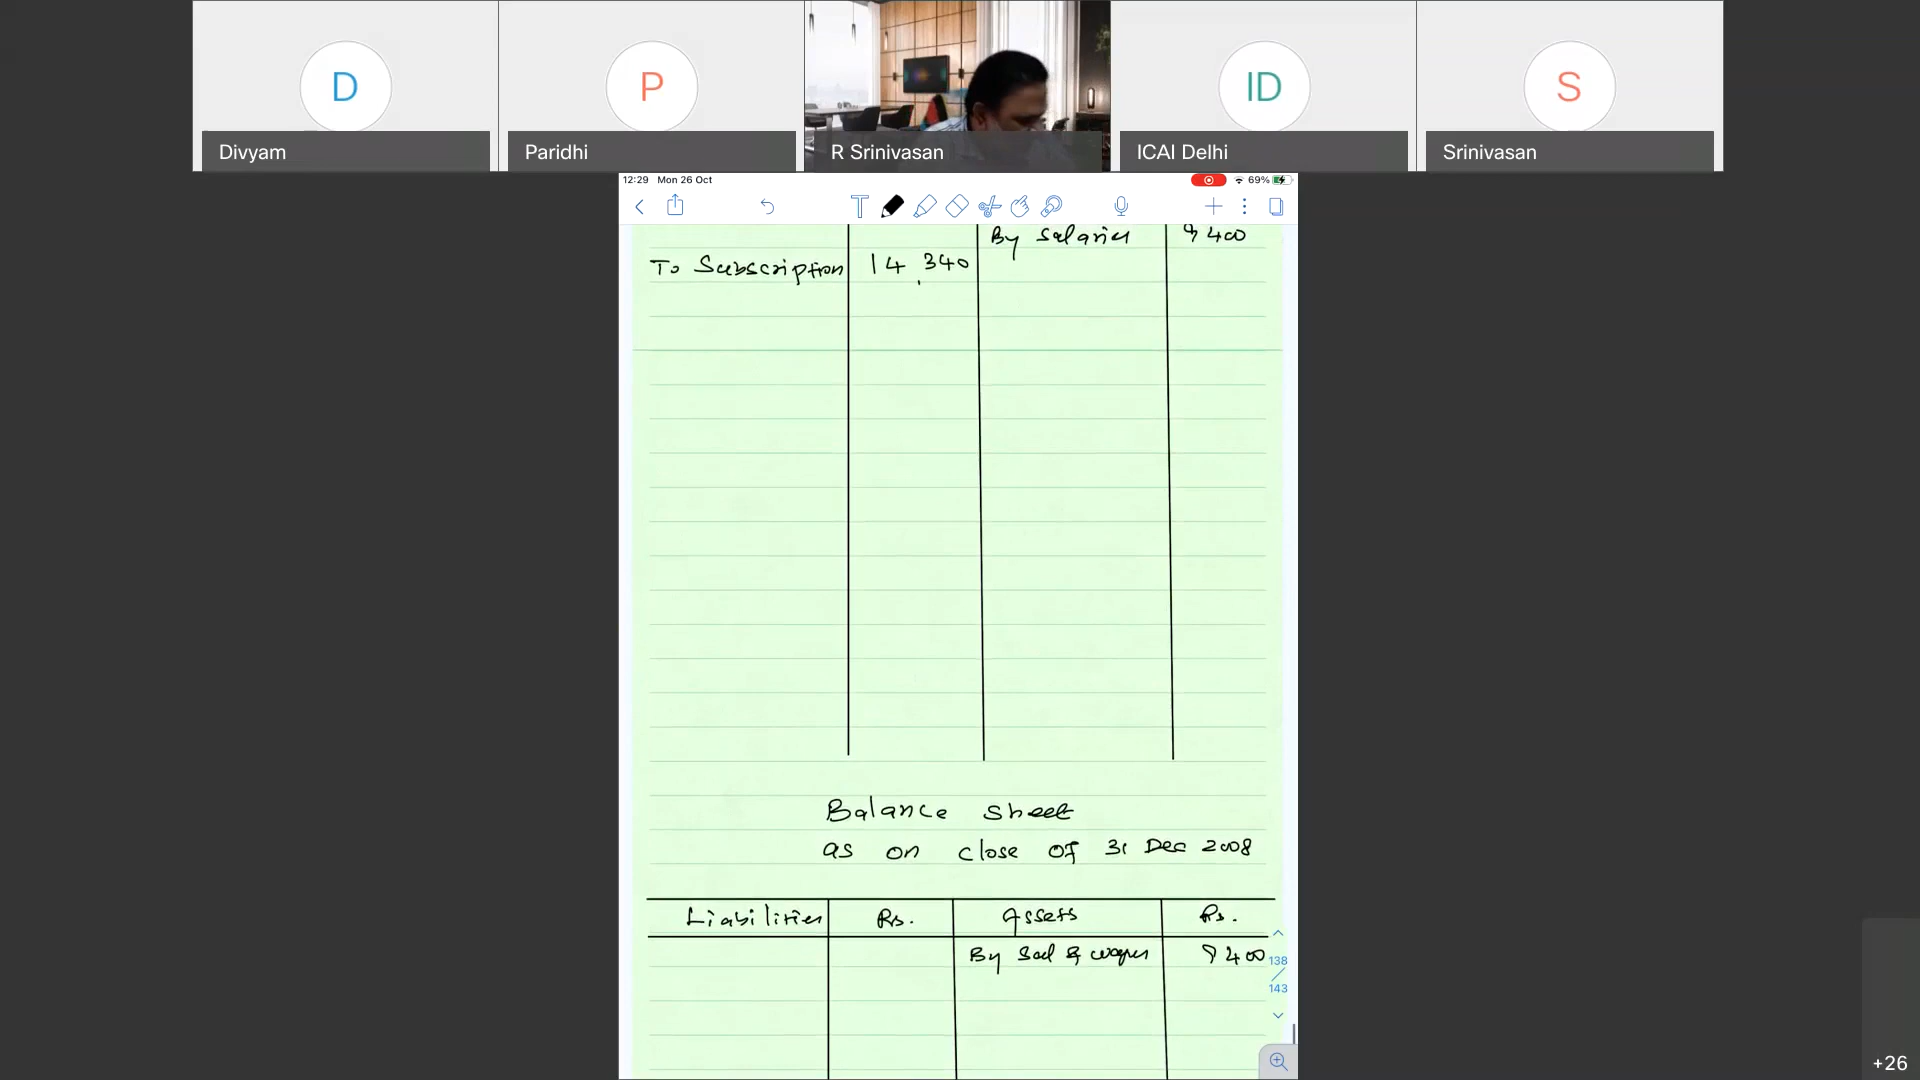 D
P
ID
S
Divyam
Paridhi
R Srinivasan
ICAI Delhi
Srinivasan
12:29 Mon 26 Oct
69%
T
By Salaries 9400
To Subscription 14 340
Balance sheet
as on close of 31 Dec 2008
Liabilities Rs. Assets Rs.
By Sal & wages 9400
138
143
+26